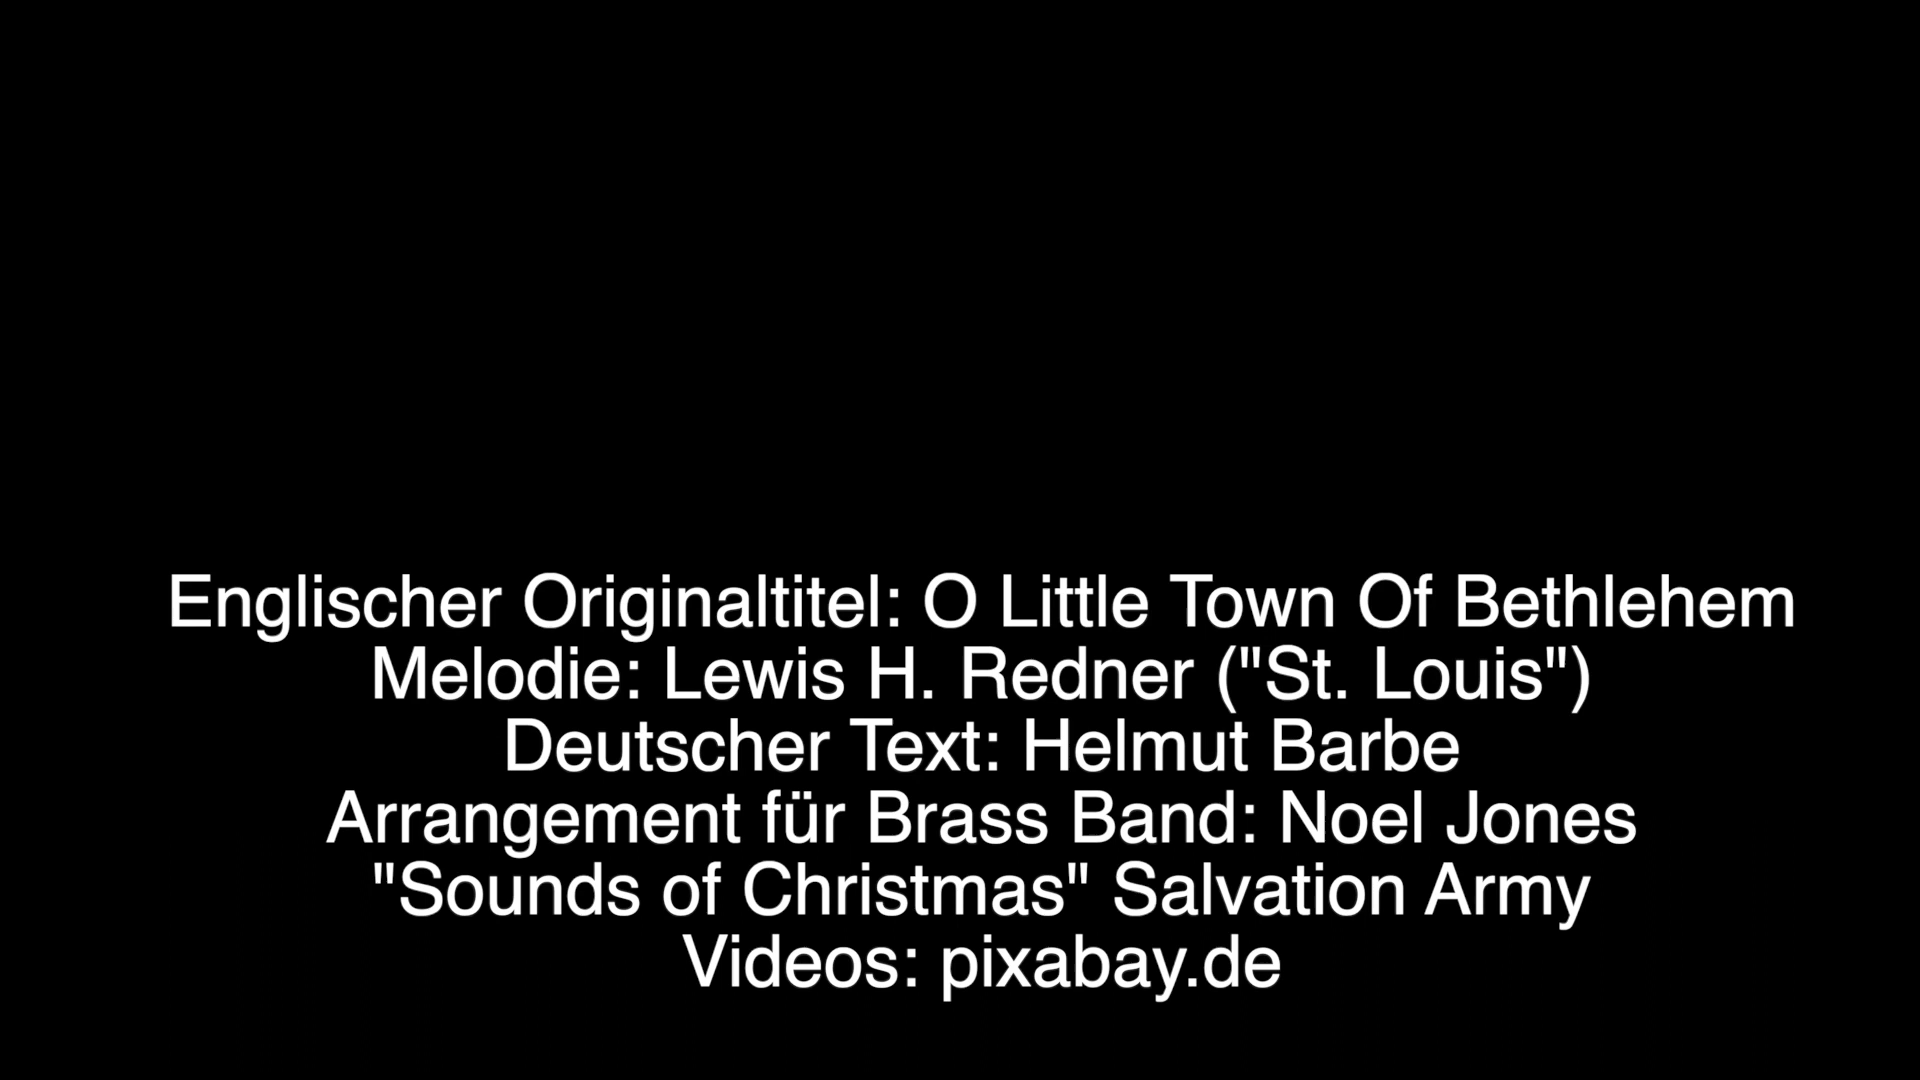 Englischer Originaltitel: O Little Town Of Bethlehem
Melodie: Lewis H. Redner ("St. Louis")
Deutscher Text: Helmut Barbe
Arrangement für Brass Band: Noel Jones
"Sounds of Christmas" Salvation Army
Videos: pixabay.de